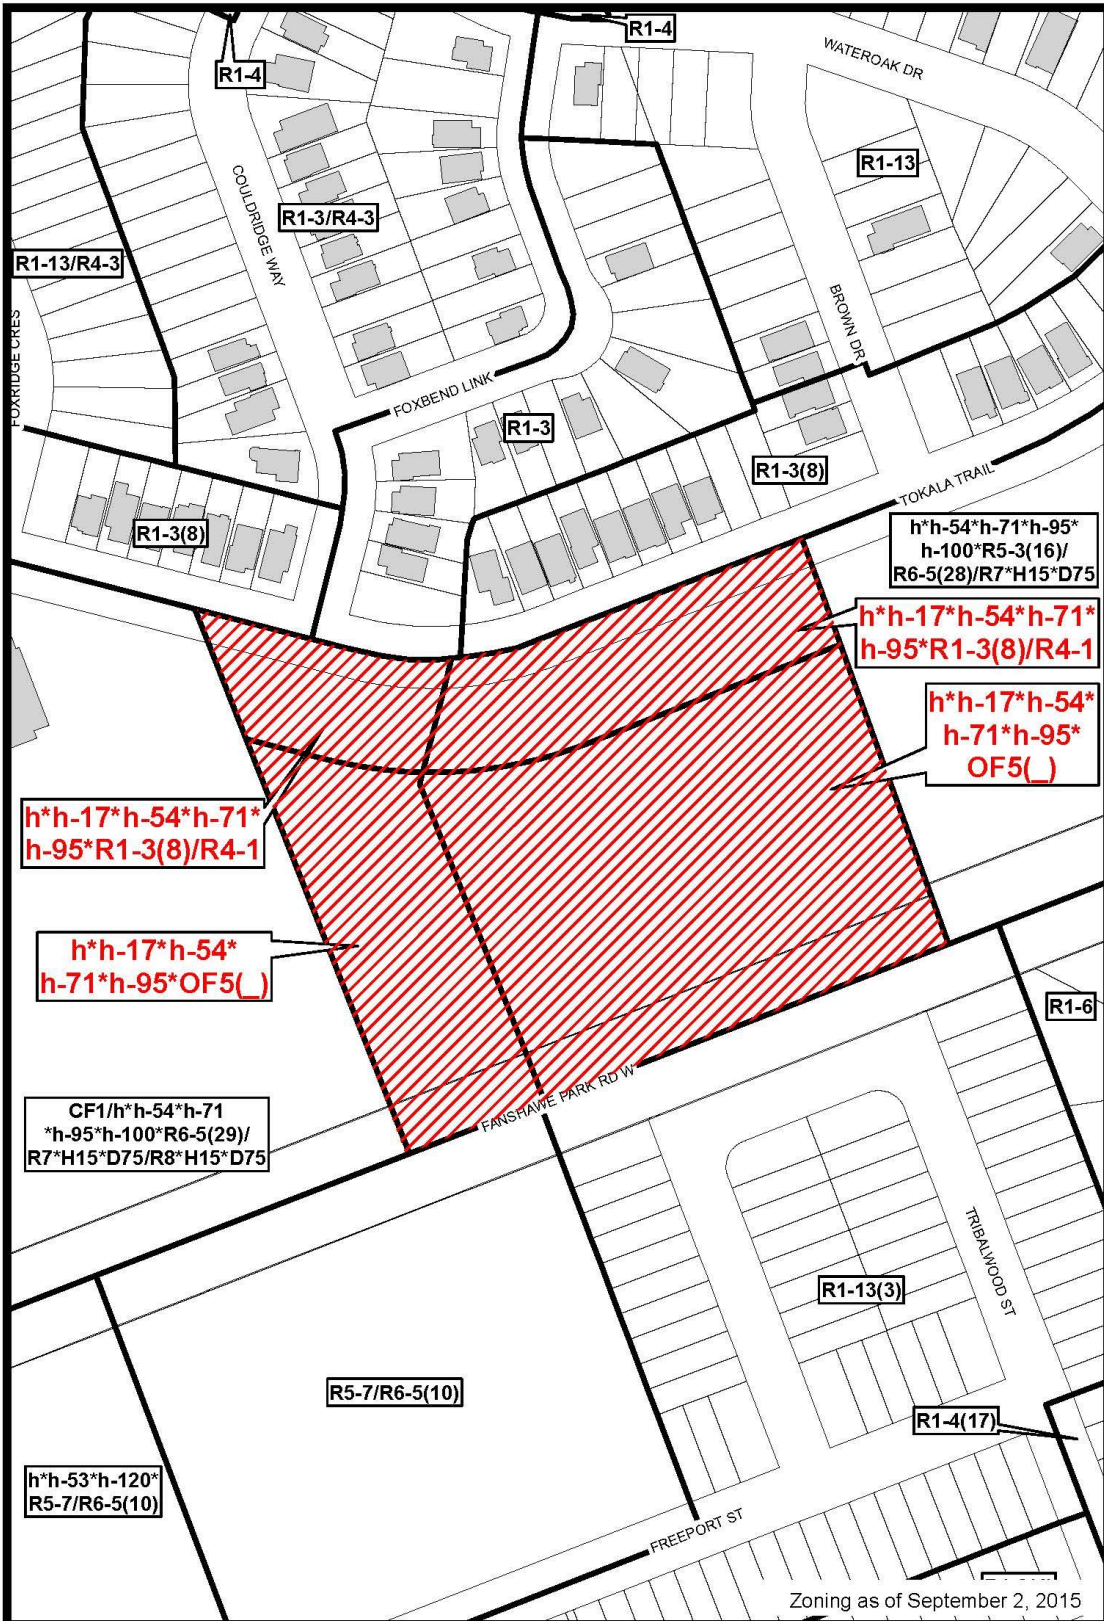 R1-4
R1-4
WATEROAK DR
R1-13
COULDRIDGE WAY
R1-3/R4-3
R1-13/R4-3
FOXRIDGE CRES
BROWN DR
FOXBEND LINK
R1-3
R1-3(8)
TOKALA TRAIL
R1-3(8)
h*h-54*h-71*h-95*
h-100*R5-3(16)/
R6-5(28)/R7*H15*D75
h*h-17*h-54*h-71*
h-95*R1-3(8)/R4-1
h*h-17*h-54*
h-71*h-95*
OF5(_)
h*h-17*h-54*h-71*
h-95*R1-3(8)/R4-1
h*h-17*h-54*
h-71*h-95*OF5(_)
R1-6
FANSHAWE PARK RD W
CF1/h*h-54*h-71
*h-95*h-100*R6-5(29)/
R7*H15*D75/R8*H15*D75
TRIBALWOOD ST
R1-13(3)
R5-7/R6-5(10)
R1-4(17)
h*h-53*h-120*
R5-7/R6-5(10)
FREEPORT ST
Zoning as of September 2, 2015